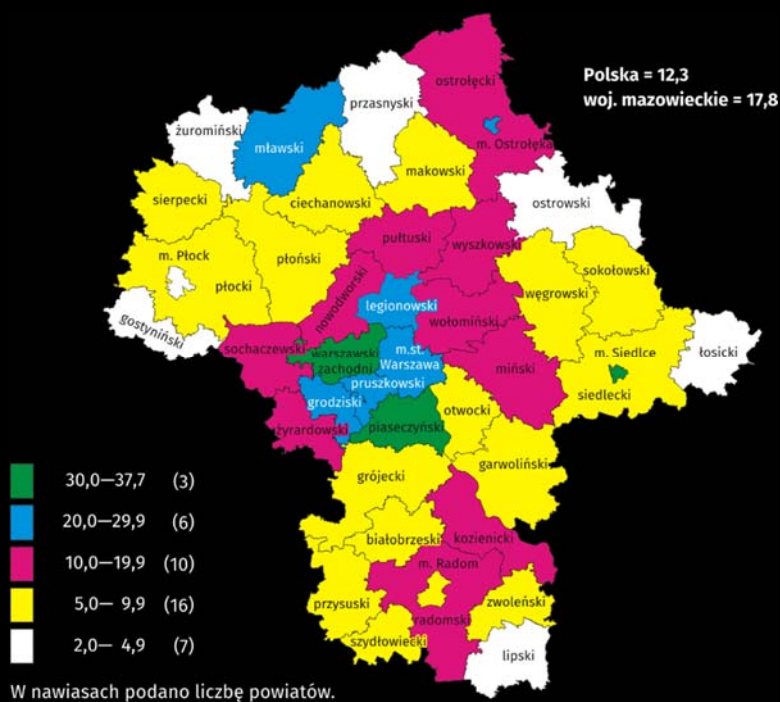 ostrołęcki
Polska = 12,3
woj. mazowieckie = 17,8
przasnyski
żuromiński
mławski
m. Ostrołęka
makowski
sierpecki
ciechanowski
ostrowski
pułtuski
wyszkowski
m. Płock
płoński
sokołowski
węgrowski
płocki
nowodworski
legionowski
gostyniński
wołomiński
sochaczewski
warszawski
zachodni
m.st.
Warszawa
miński
m. Siedlce
łosicki
pruszkowski
siedlecki
grodziski
otwocki
żyrardowski
piaseczyński
garwoliński
grójecki
30,0—37,7 (3)
20,0—29,9 (6)
10,0—19,9 (10)
5,0— 9,9 (16)
2,0— 4,9 (7)
białobrzeski
kozienicki
m. Radom
przysuski
zwoleński
radomski
szydłowiecki
lipski
W nawiasach podano liczbę powiatów.